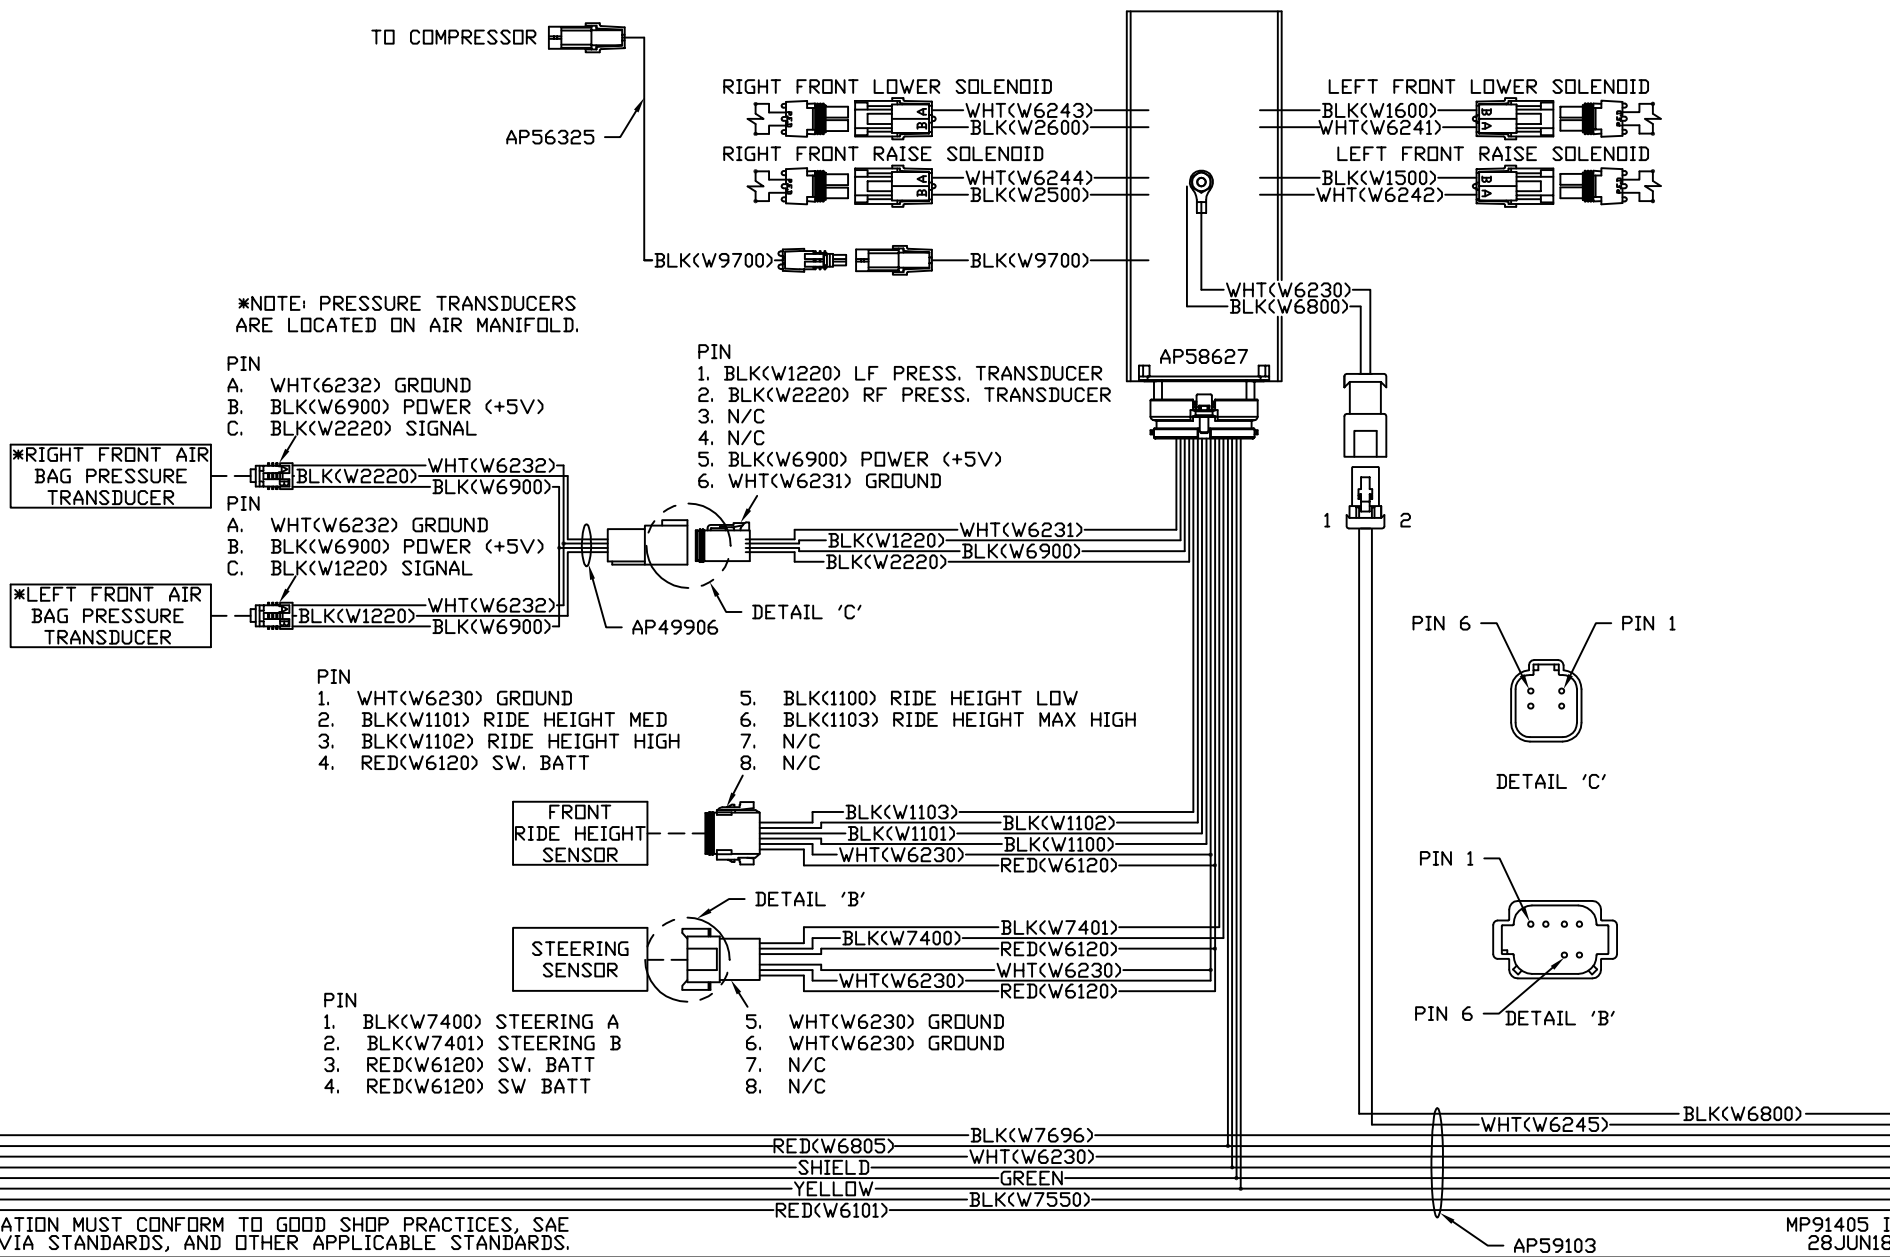 TO COMPRESSOR
AP56325
RIGHT FRONT LOWER SOLENOID
B A
WHT(W6243)
BLK(W2600)
RIGHT FRONT RAISE SOLENOID
B A
WHT(W6244)
BLK(W2500)
BLK(W9700)
BLK(W9700)
LEFT FRONT LOWER SOLENOID
BLK(W1600)
WHT(W6241)
B A
LEFT FRONT RAISE SOLENOID
BLK(W1500)
WHT(W6242)
B A
WHT(W6230)
BLK(W6800)
AP58627
*NOTE: PRESSURE TRANSDUCERS
ARE LOCATED ON AIR MANIFOLD.
PIN
A. WHT(6232) GROUND
B. BLK(W6900) POWER (+5V)
C. BLK(W2220) SIGNAL
*RIGHT FRONT AIR
BAG PRESSURE
TRANSDUCER
WHT(W6232)
BLK(W2220)
BLK(W6900)
PIN
A. WHT(W6232) GROUND
B. BLK(W6900) POWER (+5V)
C. BLK(W1220) SIGNAL
*LEFT FRONT AIR
BAG PRESSURE
TRANSDUCER
WHT(W6232)
BLK(W1220)
BLK(W6900)
AP49906
PIN
1. BLK(W1220) LF PRESS. TRANSDUCER
2. BLK(W2220) RF PRESS. TRANSDUCER
3. N/C
4. N/C
5. BLK(W6900) POWER (+5V)
6. WHT(W6231) GROUND
WHT(W6231)
BLK(W1220)
BLK(W6900)
BLK(W2220)
DETAIL 'C'
1 2
PIN 6 PIN 1
DETAIL 'C'
PIN
1. WHT(W6230) GROUND
2. BLK(W1101) RIDE HEIGHT MED
3. BLK(W1102) RIDE HEIGHT HIGH
4. RED(W6120) SW. BATT
5. BLK(1100) RIDE HEIGHT LOW
6. BLK(1103) RIDE HEIGHT MAX HIGH
7. N/C
8. N/C
FRONT
RIDE HEIGHT
SENSOR
BLK(W1103)
BLK(W1102)
BLK(W1101)
BLK(W1100)
WHT(W6230)
RED(W6120)
DETAIL 'B'
STEERING
SENSOR
BLK(W7401)
BLK(W7400)
RED(W6120)
WHT(W6230)
WHT(W6230)
RED(W6120)
PIN
1. BLK(W7400) STEERING A
2. BLK(W7401) STEERING B
3. RED(W6120) SW. BATT
4. RED(W6120) SW BATT
5. WHT(W6230) GROUND
6. WHT(W6230) GROUND
7. N/C
8. N/C
PIN 1
PIN 6
DETAIL 'B'
BLK(W6800)
WHT(W6245)
BLK(W7696)
RED(W6805)
WHT(W6230)
SHIELD
GREEN
YELLOW
BLK(W7550)
RED(W6101)
AP59103
ATION MUST CONFORM TO GOOD SHOP PRACTICES, SAE
VIA STANDARDS, AND OTHER APPLICABLE STANDARDS.
MP91405 I
28JUN18